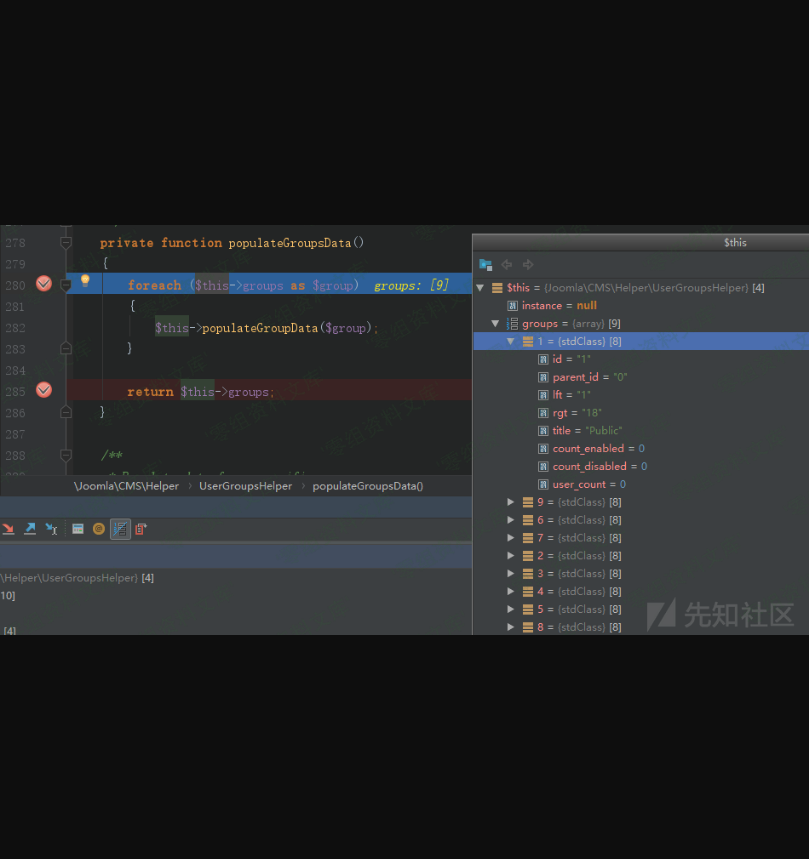 278 private function populateGroupsData()
279 {
280 foreach ($this->groups as $group) groups: [9]
281 {
282 $this->populateGroupData($group);
283 }
284
285 return $this->groups;
286 }
287
288 /**
\Joomla\CMS\Helper › UserGroupsHelper › populateGroupsData()
\Helper\UserGroupsHelper} [4]
10]
[4]
$this
$this = {Joomla\CMS\Helper\UserGroupsHelper} [4]
instance = null
groups = {array} [9]
1 = {stdClass} [8]
id = "1"
parent_id = "0"
lft = "1"
rgt = "18"
title = "Public"
count_enabled = 0
count_disabled = 0
user_count = 0
9 = {stdClass} [8]
6 = {stdClass} [8]
7 = {stdClass} [8]
2 = {stdClass} [8]
3 = {stdClass} [8]
4 = {stdClass} [8]
5 = {stdClass} [8]
8 = {stdClass} [8]
先知社区